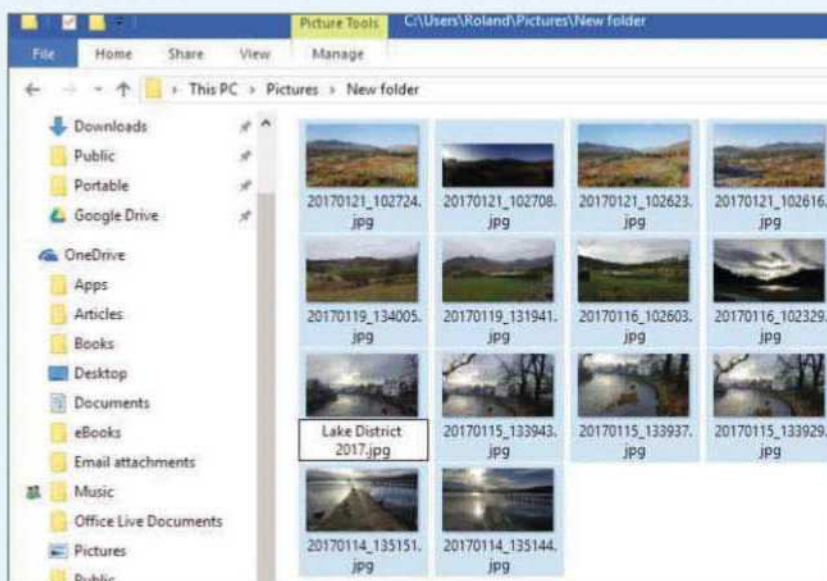 Picture Tools C:\Users\Roland\Pictures\New folder
File Home Share View Manage
This PC › Pictures › New folder
Downloads
Public
Portable
Google Drive
OneDrive
Apps
Articles
Books
Desktop
Documents
eBooks
Email attachments
Music
Office Live Documents
Pictures
Public
20170121_102724. 20170121_102708. 20170121_102623. 20170121_102616.
jpg jpg jpg jpg
20170119_134005. 20170119_131941. 20170116_102603. 20170116_102329.
jpg jpg jpg jpg
Lake District 20170115_133943. 20170115_133937. 20170115_133929.
2017.jpg jpg jpg jpg
20170114_135151. 20170114_135144.
jpg jpg